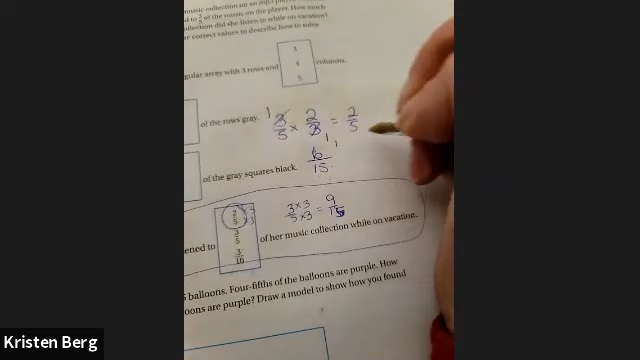 music collection on an mp3 player
to 2/5 of the music on the player. How much
collection did she listen to while on vacation?
correct values to describe how to solve
3
gular array with 3 rows and 4 columns.
5
of the rows gray. 1 3/5 × 2/3 1 = 2/5
of the gray squares black. 6/15
2/5 ×3 ×3
3 × 3 / 5 × 3 = 9/15
ened to 3/5 of her music collection while on vacation.
3/10
balloons. Four-fifths of the balloons are purple. How
oons are purple? Draw a model to show how you found
Kristen Berg